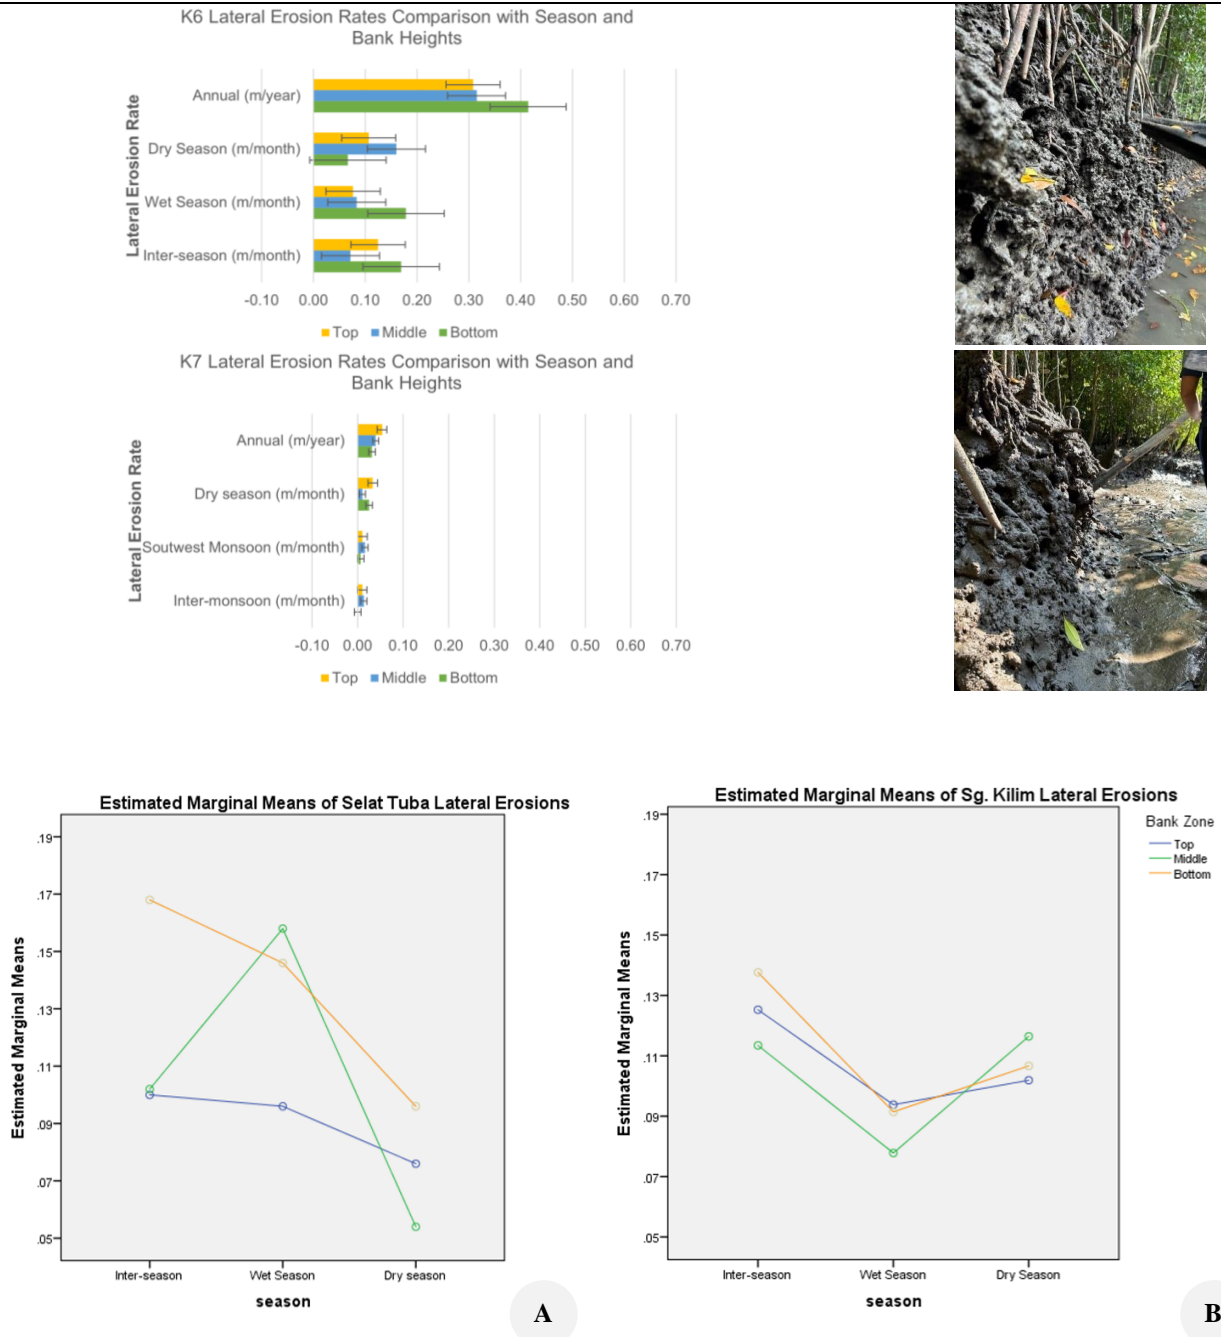 K6 Lateral Erosion Rates Comparison with Season and
Bank Heights
Lateral Erosion Rate
Annual (m/year)
Dry Season (m/month)
Wet Season (m/month)
Inter-season (m/month)
-0.10 0.00 0.10 0.20 0.30 0.40 0.50 0.60 0.70
Top Middle Bottom
K7 Lateral Erosion Rates Comparison with Season and
Bank Heights
Lateral Erosion Rate
Annual (m/year)
Dry season (m/month)
Soutwest Monsoon (m/month)
Inter-monsoon (m/month)
-0.10 0.00 0.10 0.20 0.30 0.40 0.50 0.60 0.70
Top Middle Bottom
Estimated Marginal Means of Selat Tuba Lateral Erosions
Estimated Marginal Means
.19
.17
.15
.13
.11
.09
.07
.05
Inter-season Wet Season Dry season
season
A
Estimated Marginal Means of Sg. Kilim Lateral Erosions
Bank Zone
Top
Middle
Bottom
Estimated Marginal Means
.19
.17
.15
.13
.11
.09
.07
.05
Inter-season Wet Season Dry Season
season
B